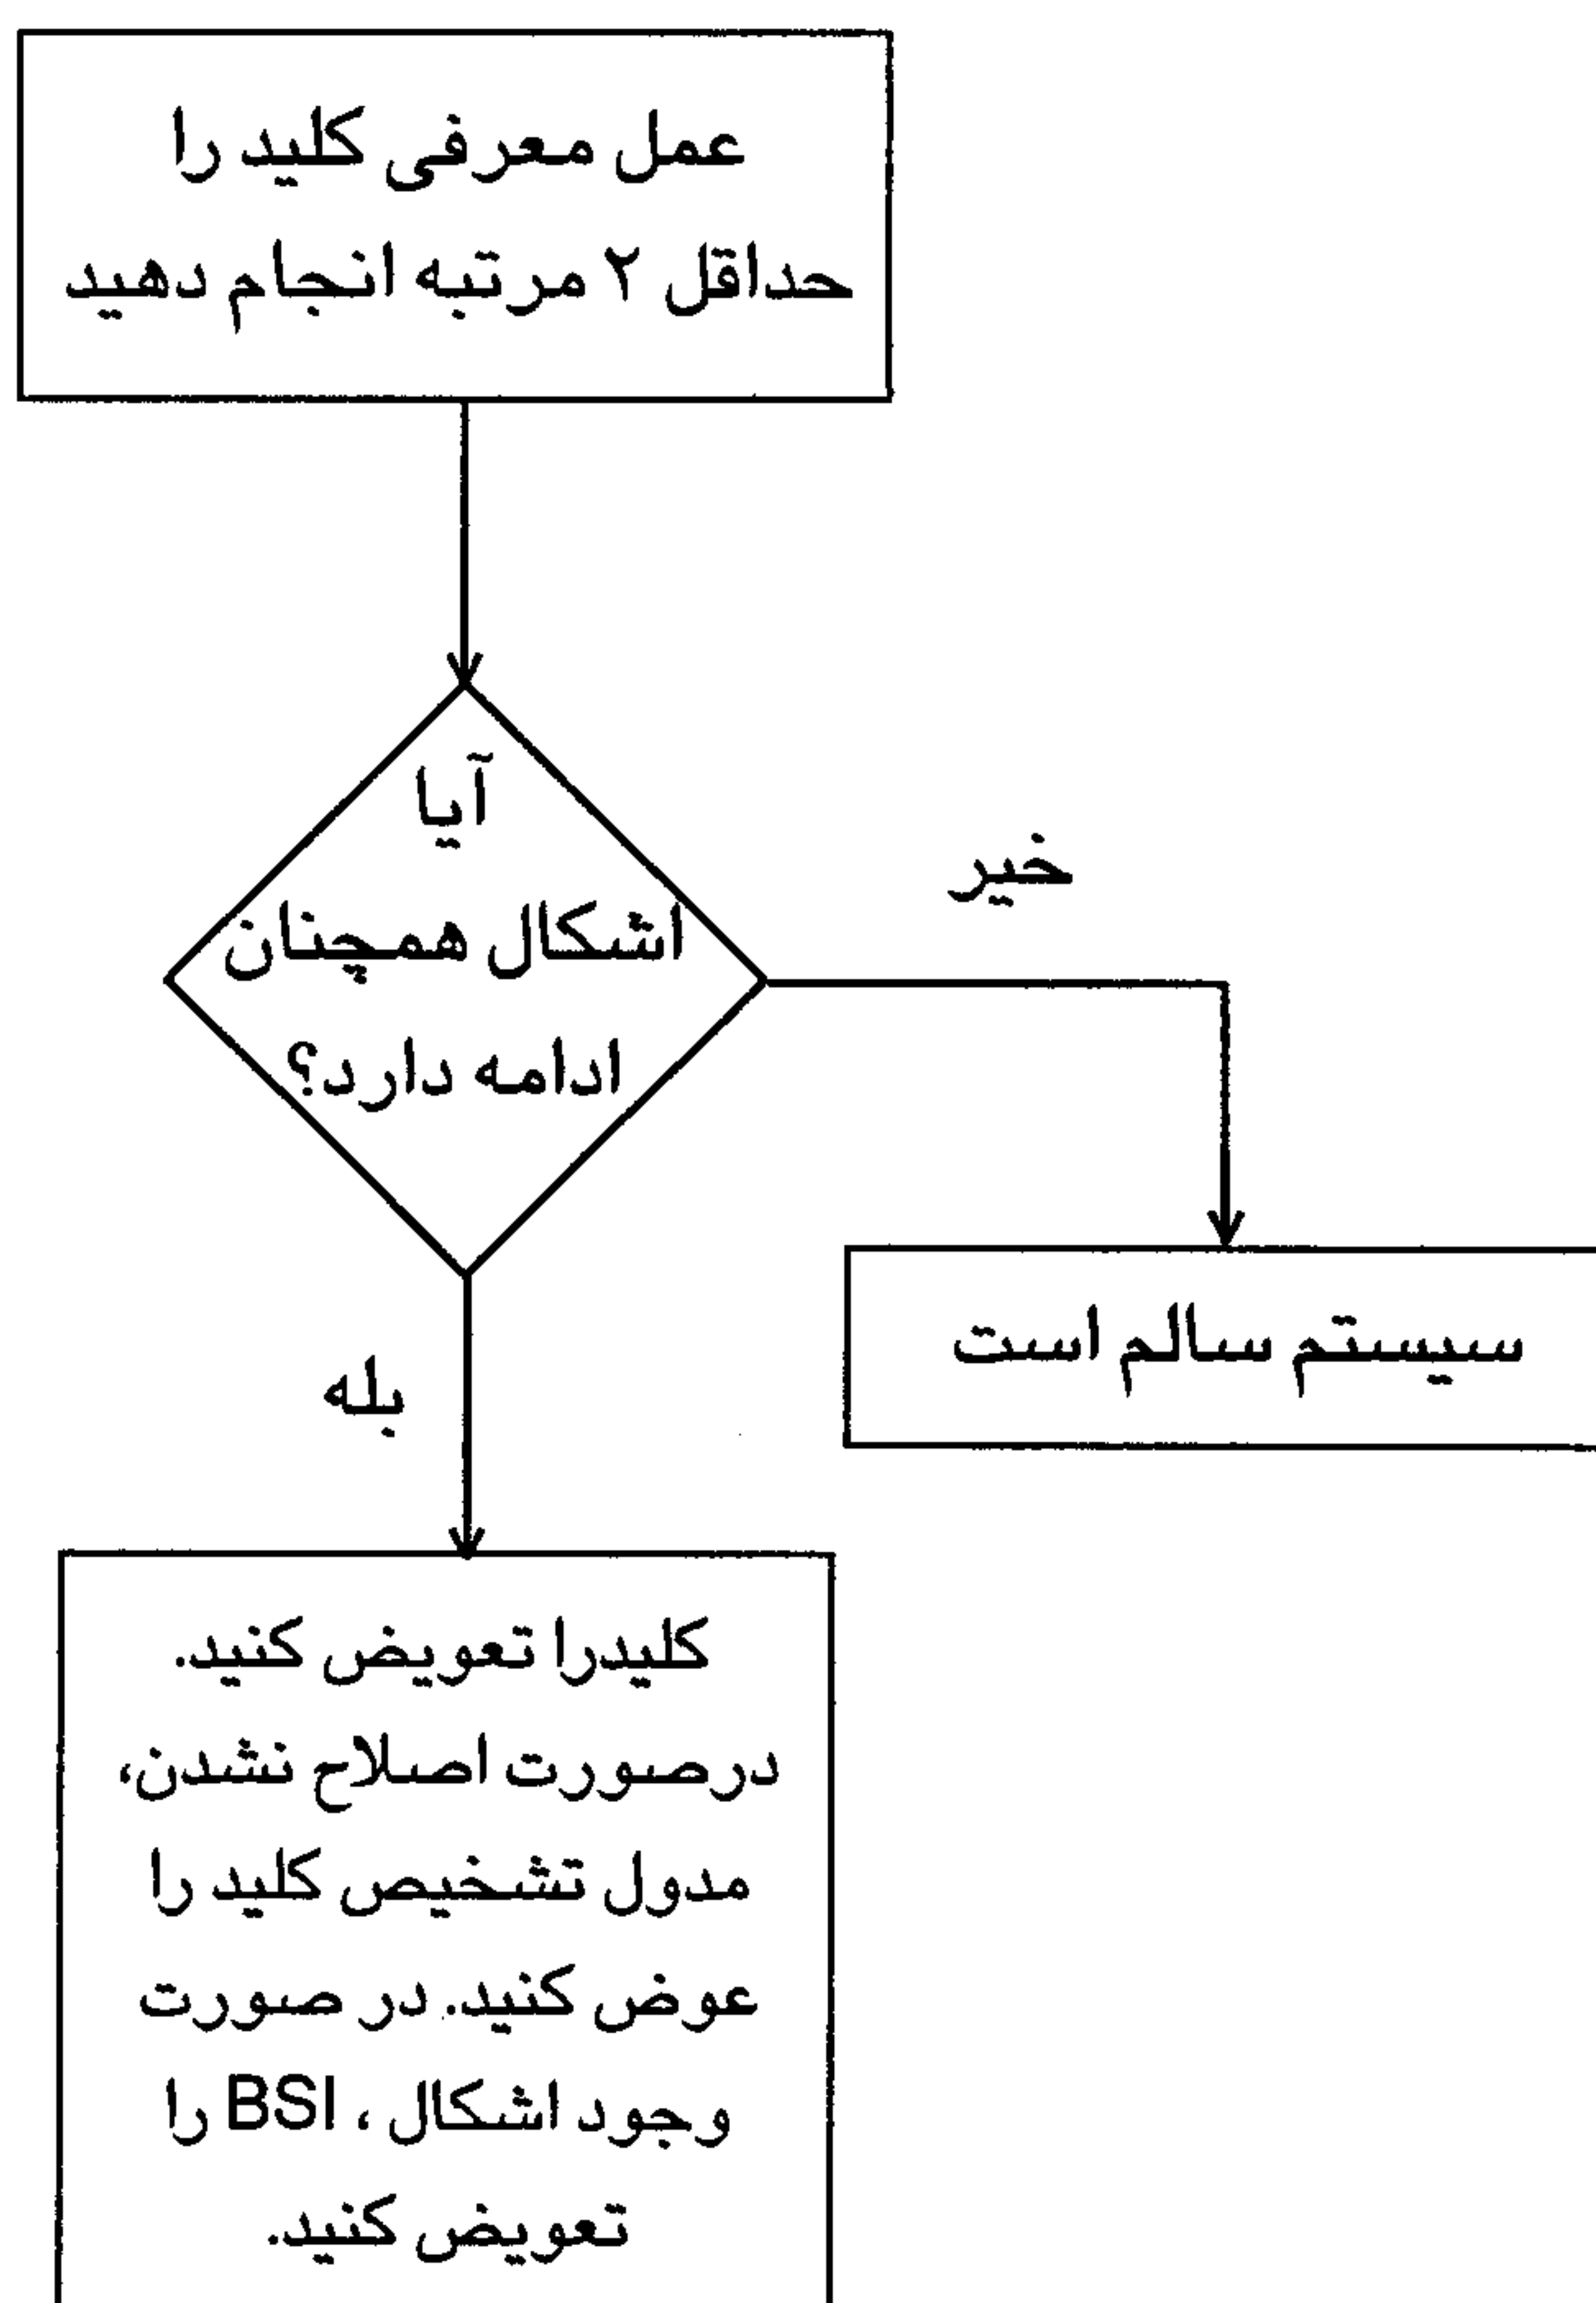 عمل معرفی کلید را
حداقل ۲ مرتبه انجام دهید
آیا
اشکال همچنان
ادامه دارد؟
خیر
سیستم سالم است
بله
کلیدرا تعویض کنید.
درصورت اصلاح نشدن،
مدول تشخیص کلید را
عوض کنید. در صورت
وجود اشکال، BSI را
تعویض کنید.